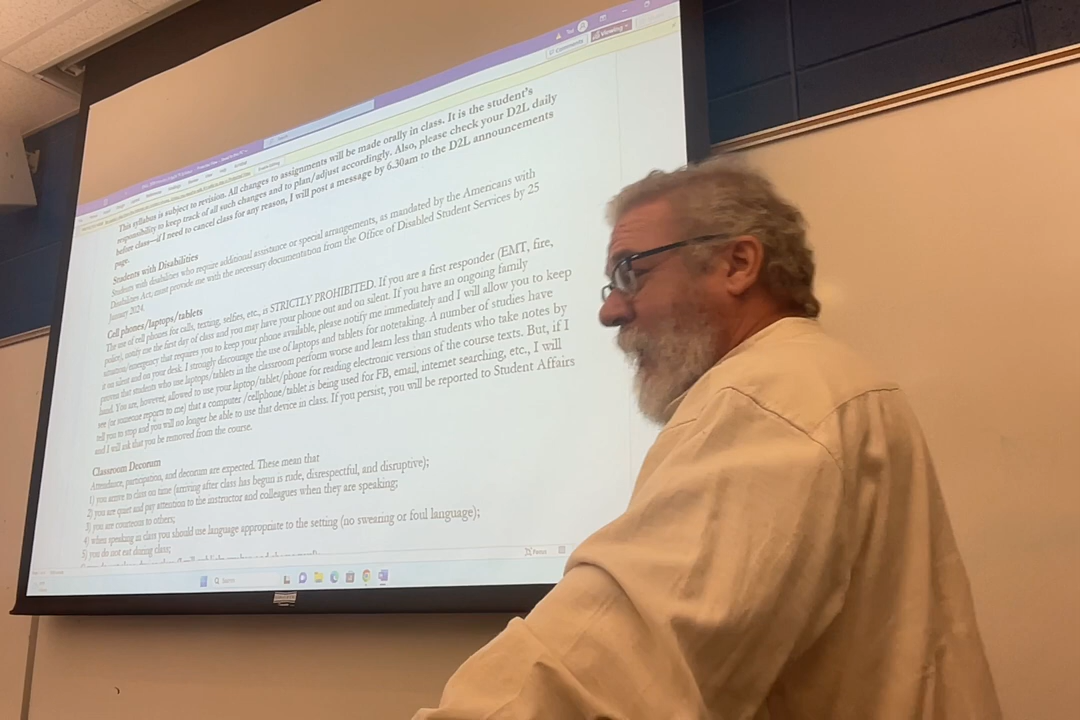 Comments
Viewing
This syllabus is subject to revision. All changes to assignments will be made orally in class. It is the student's
responsibility to keep track of all such changes and to plan/adjust accordingly. Also, please check your D2L daily
before class—if I need to cancel class for any reason, I will post a message by 6.30am to the D2L announcements
page.
Students with Disabilities
Students with disabilities who require additional assistance or special arrangements, as mandated by the Americans with
Disabilities Act, must provide me with the necessary documentation from the Office of Disabled Student Services by 25
January 2024.
Cell phones/laptops/tablets
The use of cell phones for calls, texting, selfies, etc., is STRICTLY PROHIBITED. If you are a first responder (EMT, fire,
police), notify me the first day of class and you may have your phone out and on silent. If you have an ongoing family
situation/emergency that requires you to keep your phone available, please notify me immediately and I will allow you to keep
it on silent and on your desk. I strongly discourage the use of laptops and tablets for notetaking. A number of studies have
proven that students who use laptops/tablets in the classroom perform worse and learn less than students who take notes by
hand. You are, however, allowed to use your laptop/tablet/phone for reading electronic versions of the course texts. But, if I
see (or someone reports to me) that a computer /cellphone/tablet is being used for FB, email, internet searching, etc., I will
tell you to stop and you will no longer be able to use that device in class. If you persist, you will be reported to Student Affairs
and I will ask that you be removed from the course.
Classroom Decorum
Attendance, participation, and decorum are expected. These mean that
1) you arrive to class on time (arriving after class has begun is rude, disrespectful, and disruptive);
2) you are quiet and pay attention to the instructor and colleagues when they are speaking;
3) you are courteous to others;
4) when speaking in class you should use language appropriate to the setting (no swearing or foul language);
5) you do not eat during class;
Focus
Search